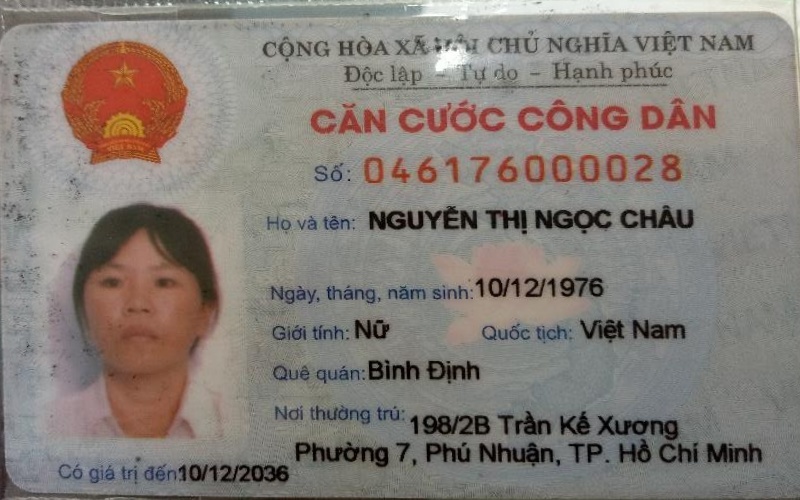 CỘNG HÒA XÃ HỘI CHỦ NGHĨA VIỆT NAM
Độc lập - Tự do - Hạnh phúc
CĂN CƯỚC CÔNG DÂN
Số: 046176000028
Họ và tên: NGUYỄN THỊ NGỌC CHÂU
Ngày, tháng, năm sinh: 10/12/1976
Giới tính: Nữ Quốc tịch: Việt Nam
Quê quán: Bình Định
Nơi thường trú: 198/2B Trần Kế Xương
Phường 7, Phú Nhuận, TP. Hồ Chí Minh
Có giá trị đến: 10/12/2036